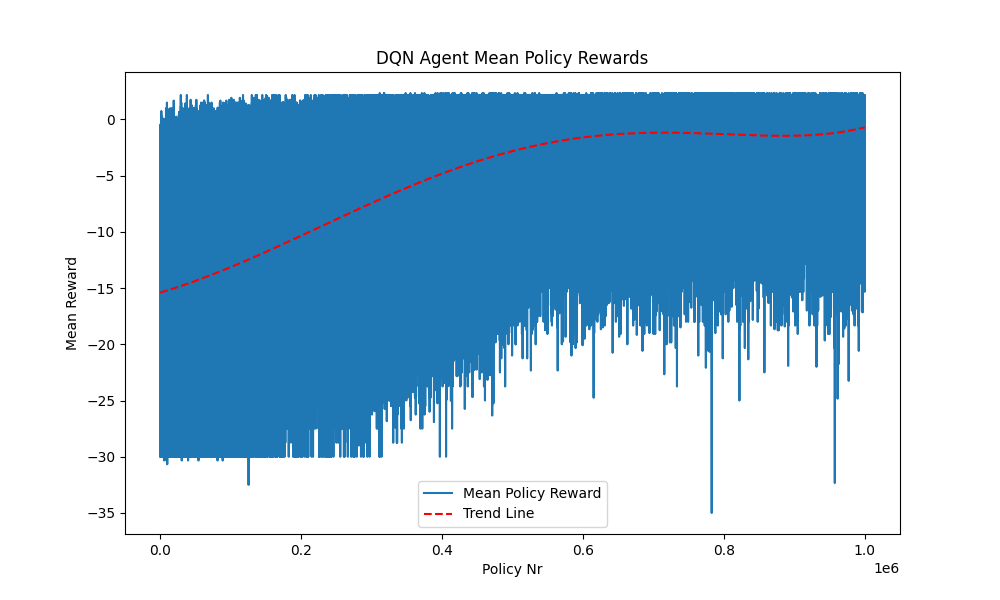 DQN Agent Mean Policy Rewards
Mean Reward
0
−5
−10
−15
−20
−25
−30
−35
Mean Policy Reward
Trend Line
0.0 0.2 0.4 0.6 0.8 1.0
1e6
Policy Nr